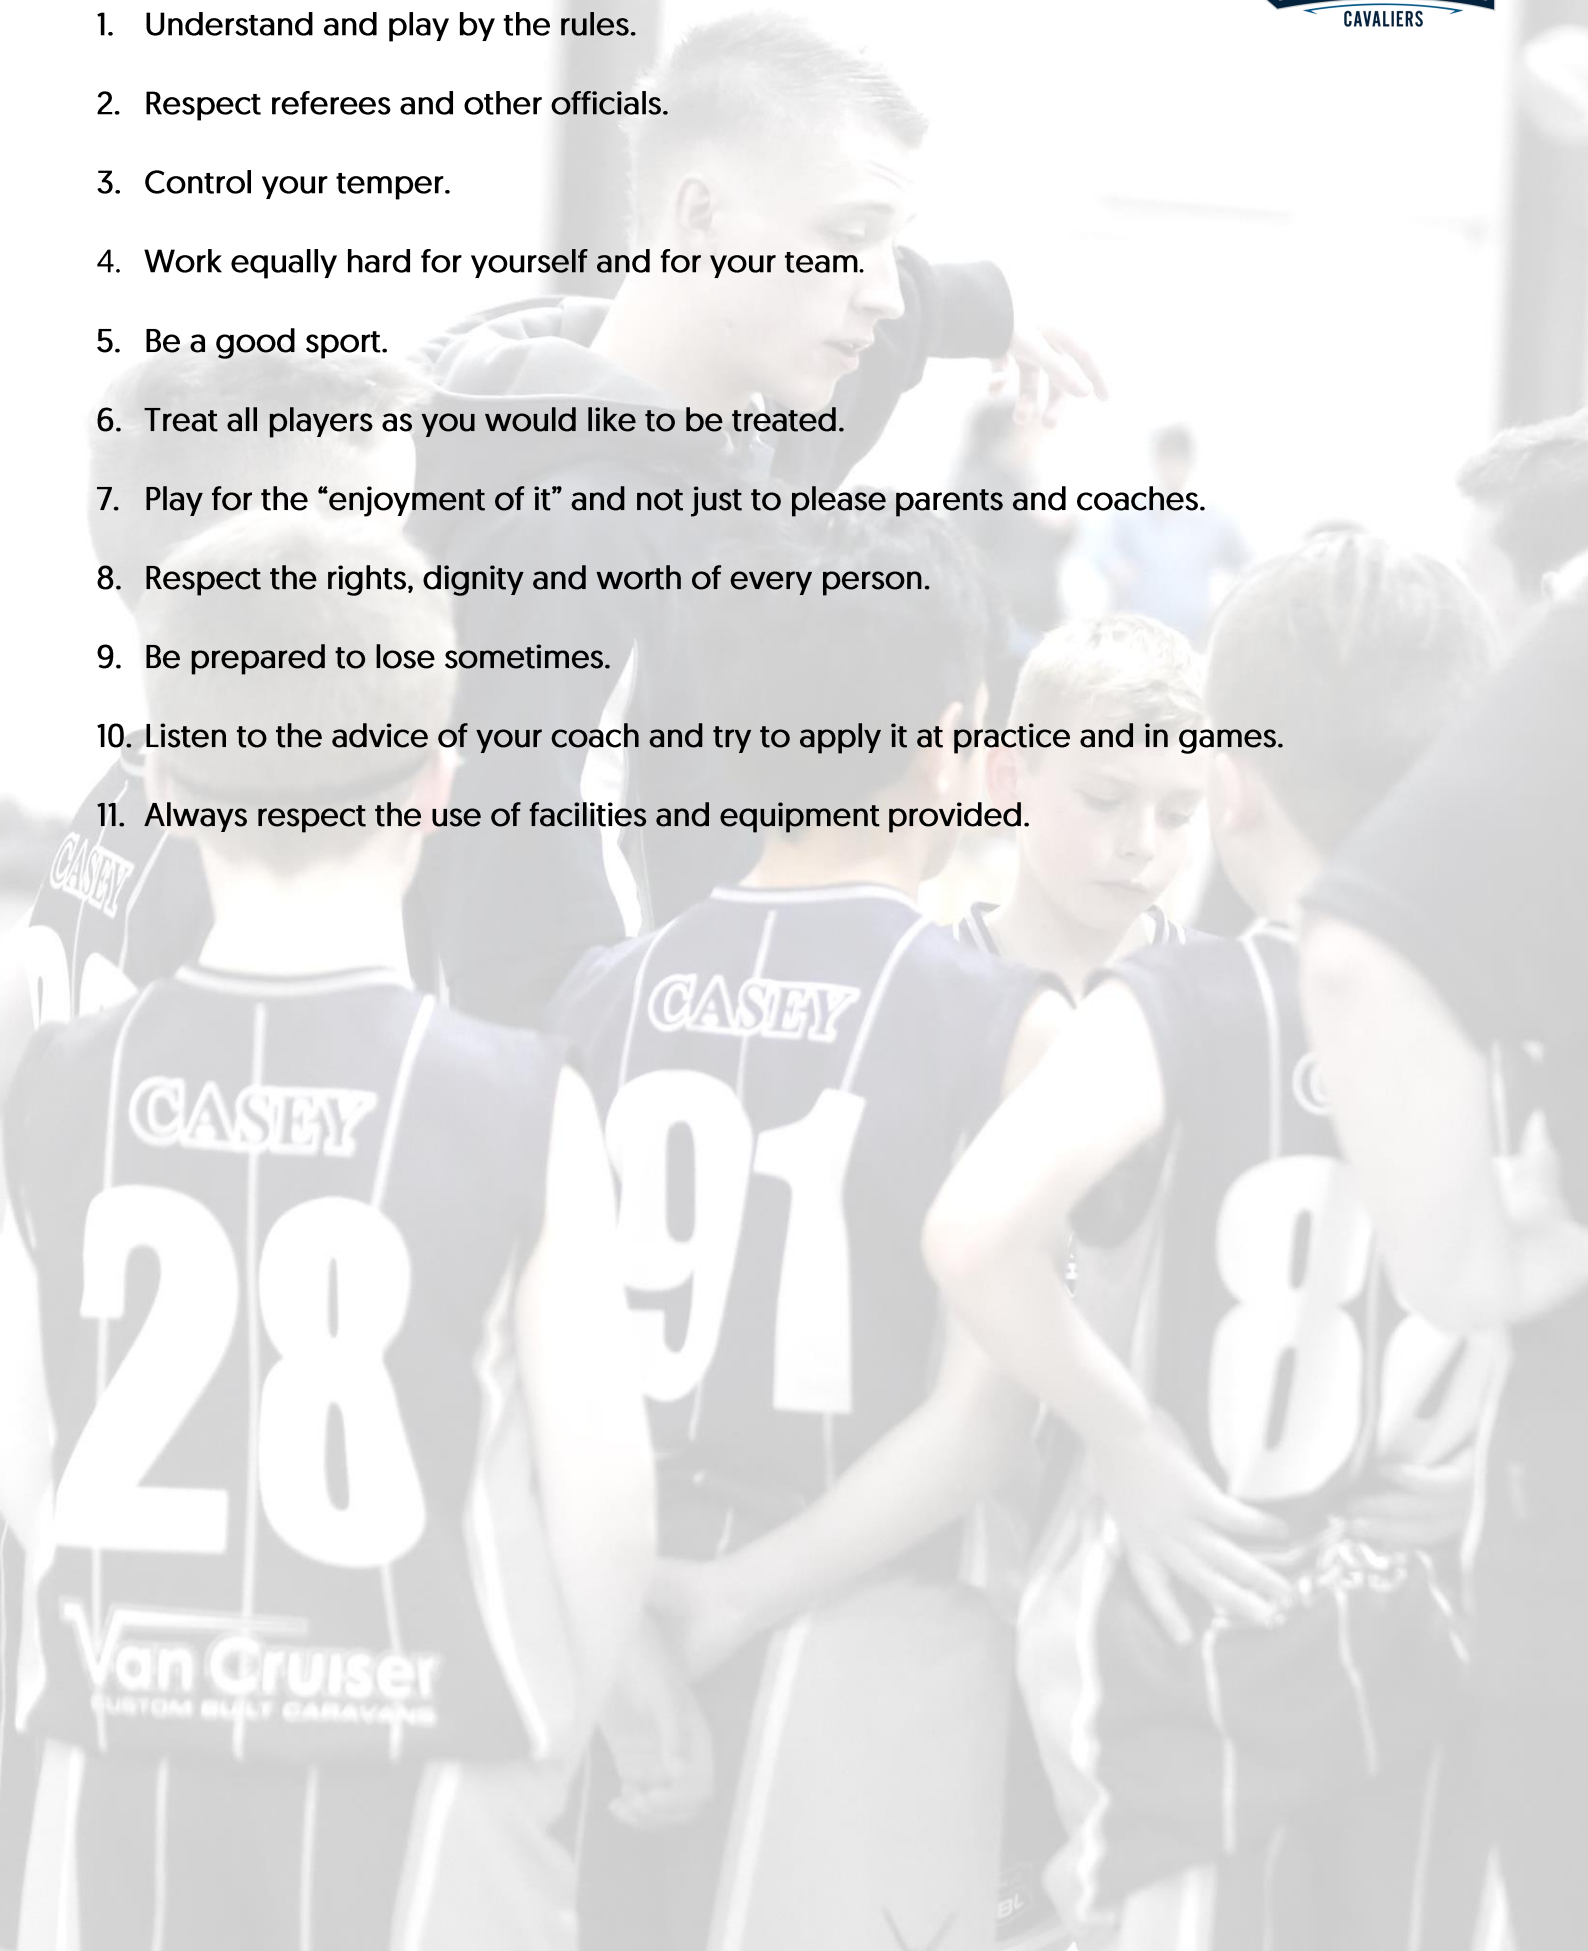 CAVALIERS
1. Understand and play by the rules.
2. Respect referees and other officials.
3. Control your temper.
4. Work equally hard for yourself and for your team.
5. Be a good sport.
6. Treat all players as you would like to be treated.
7. Play for the “enjoyment of it” and not just to please parents and coaches.
8. Respect the rights, dignity and worth of every person.
9. Be prepared to lose sometimes.
10. Listen to the advice of your coach and try to apply it at practice and in games.
11. Always respect the use of facilities and equipment provided.
CASEY
CASEY
91
CASEY
28
8
Van Cruiser
CUSTOM BUILT CARAVANS